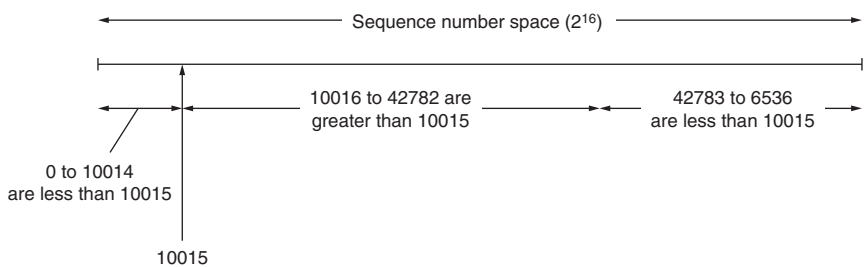 Sequence number space (2¹⁶)
10016 to 42782 are
greater than 10015
42783 to 6536
are less than 10015
0 to 10014
are less than 10015
10015